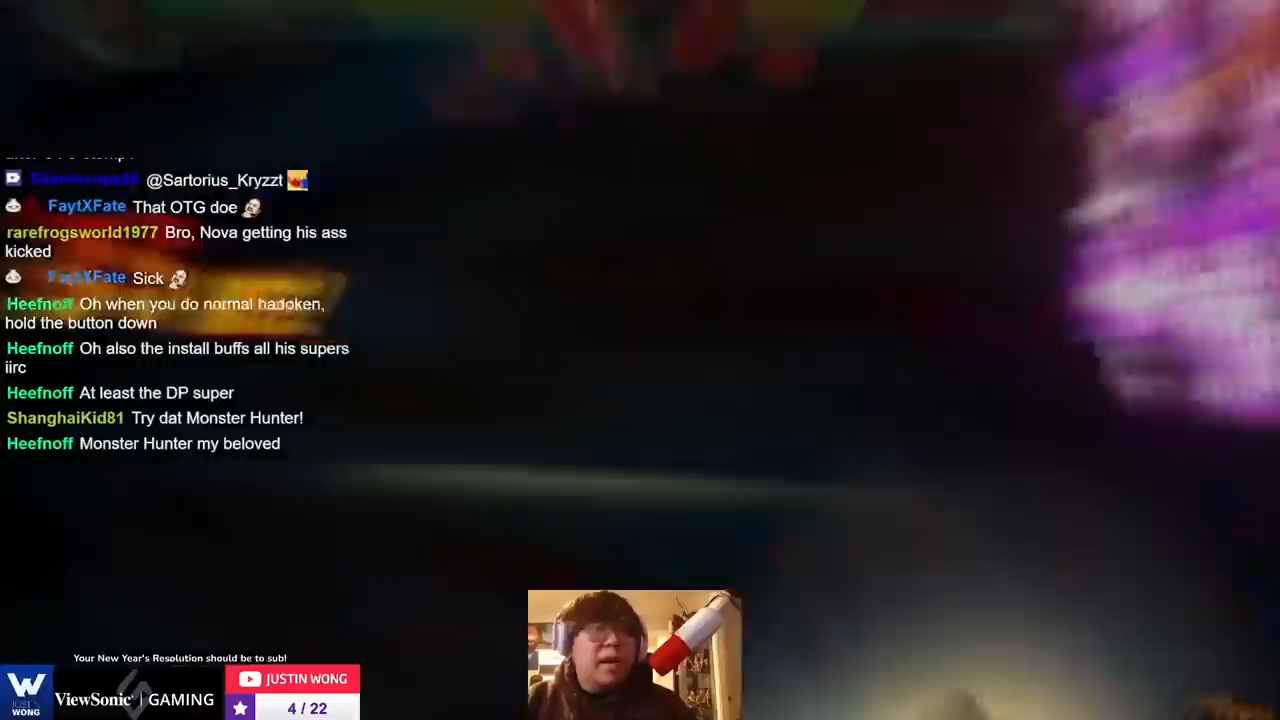 @Sartorius_Kryzzt
FaytXFate That OTG doe
rarefrogsworld1977 Bro, Nova getting his ass
kicked
FaytXFate Sick
Heefnoff Oh when you do normal hadoken,
hold the button down
Heefnoff Oh also the install buffs all his supers
iirc
Heefnoff At least the DP super
ShanghaiKid81 Try dat Monster Hunter!
Heefnoff Monster Hunter my beloved
Your New Year's Resolution should be to sub!
W
JUSTIN
WONG
ViewSonic | GAMING
JUSTIN WONG
4 / 22